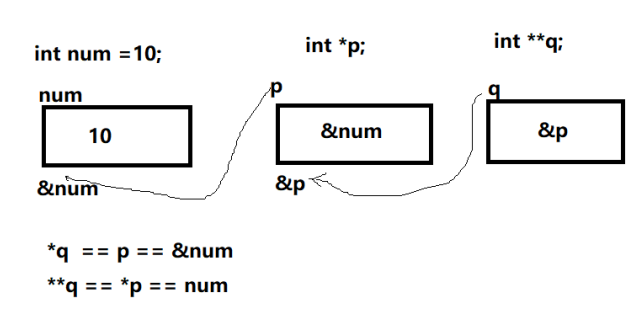 int num =10;
int *p;
int **q;
num
p
q
10
&num
&p
&num
&p
*q == p == &num
**q == *p == num